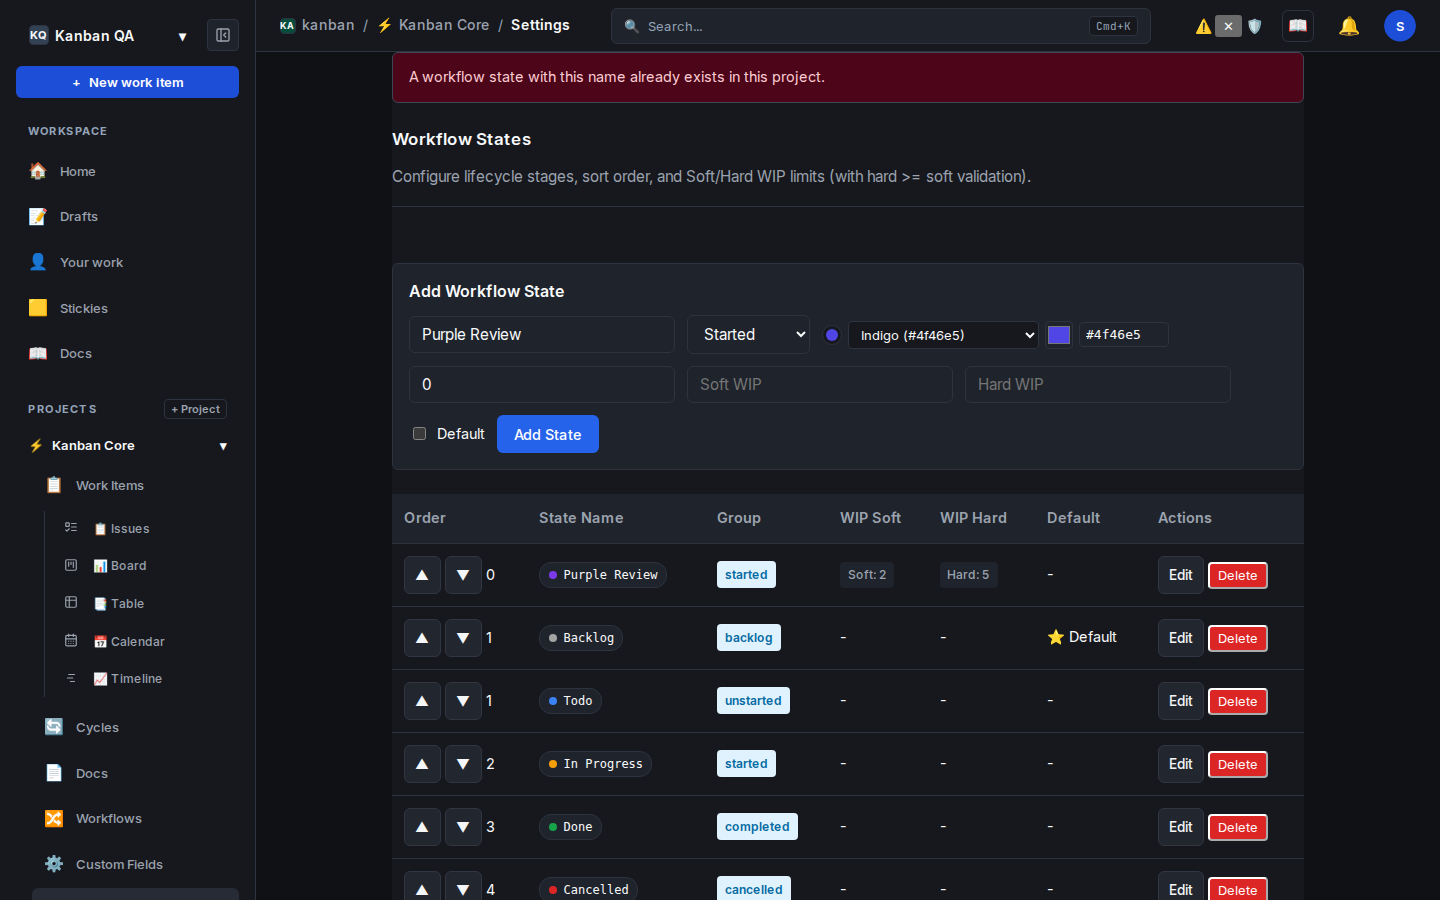 KQ Kanban QA ▼
+ New work item
WORKSPACE
Home
Drafts
Your work
Stickies
Docs
PROJECTS + Project
Kanban Core ▼
Work Items
Issues
Board
Table
Calendar
Timeline
Cycles
Docs
Workflows
Custom Fields
KA kanban / Kanban Core / Settings
Search... Cmd+K
✕
S
A workflow state with this name already exists in this project.
Workflow States
Configure lifecycle stages, sort order, and Soft/Hard WIP limits (with hard >= soft validation).
Add Workflow State
Purple Review Started Indigo (#4f46e5) #4f46e5
0 Soft WIP Hard WIP
Default Add State
Order State Name Group WIP Soft WIP Hard Default Actions
▲ ▼ 0 Purple Review started Soft: 2 Hard: 5 - Edit Delete
▲ ▼ 1 Backlog backlog - - ⭐ Default Edit Delete
▲ ▼ 1 Todo unstarted - - - Edit Delete
▲ ▼ 2 In Progress started - - - Edit Delete
▲ ▼ 3 Done completed - - - Edit Delete
▲ ▼ 4 Cancelled cancelled - - - Edit Delete